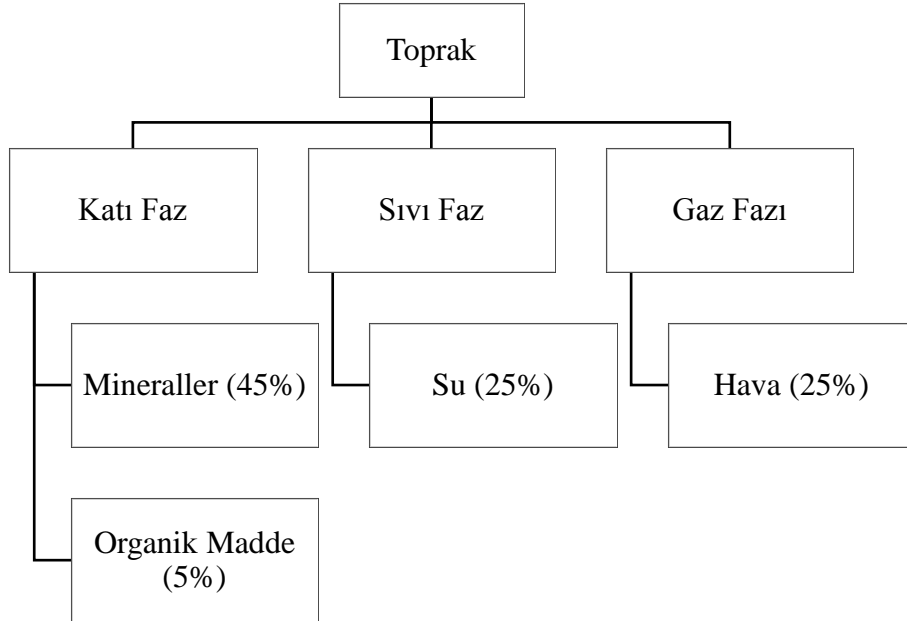 Toprak
Katı Faz
Sıvı Faz
Gaz Fazı
Mineraller (45%)
Su (25%)
Hava (25%)
Organik Madde
(5%)